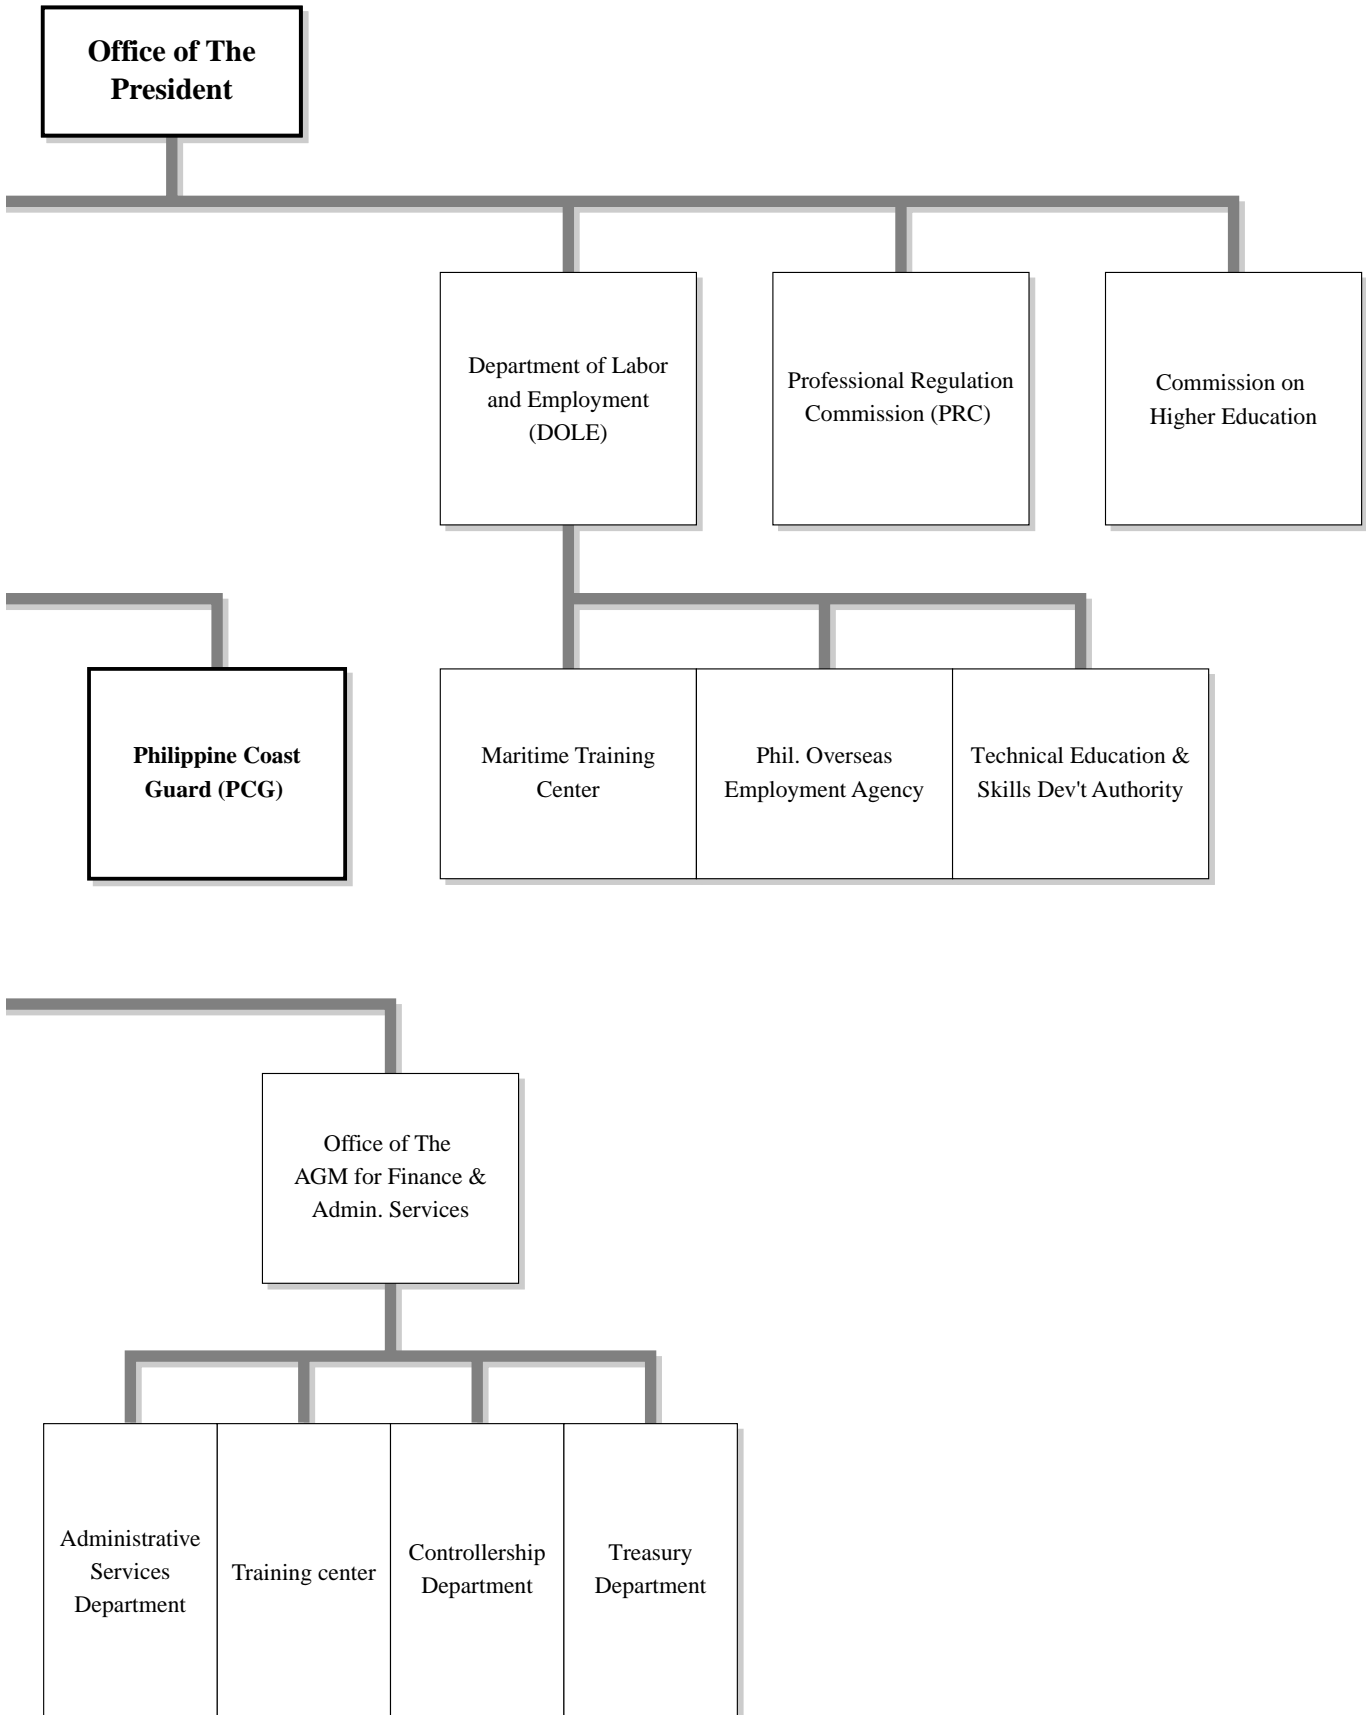 Office of The
President
Department of Labor
and Employment
(DOLE)
Professional Regulation
Commission (PRC)
Commission on
Higher Education
Philippine Coast
Guard (PCG)
Maritime Training
Center
Phil. Overseas
Employment Agency
Technical Education &
Skills Dev't Authority
Office of The
AGM for Finance &
Admin. Services
Administrative
Services
Department
Training center
Controllership
Department
Treasury
Department